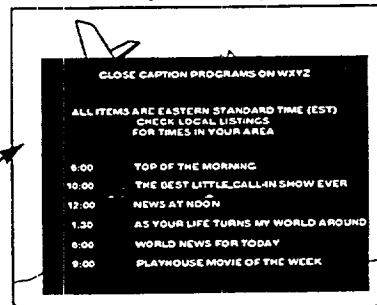 CLOSE CAPTION PROGRAMS ON WXYZ
ALL ITEMS ARE EASTERN STANDARD TIME (EST)
CHECK LOCAL LISTINGS
FOR TIMES IN YOUR AREA
6:00 TOP OF THE MORNING
10:00 THE BEST LITTLE CALL-IN SHOW EVER
12:00 NEWS AT NOON
1:30 AS YOUR LIFE TURNS MY WORLD AROUND
6:00 WORLD NEWS FOR TODAY
9:00 PLAYHOUSE MOVIE OF THE WEEK